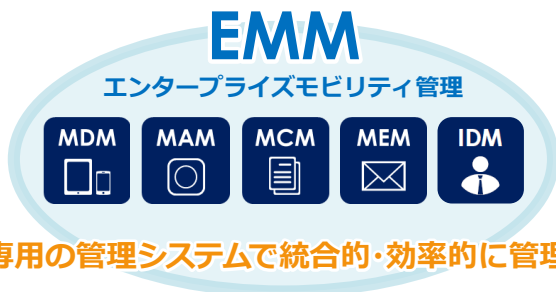 EMM
エンタープライズモビリティ管理
MDM MAM MCM MEM IDM
専用の管理システムで統合的・効率的に管理